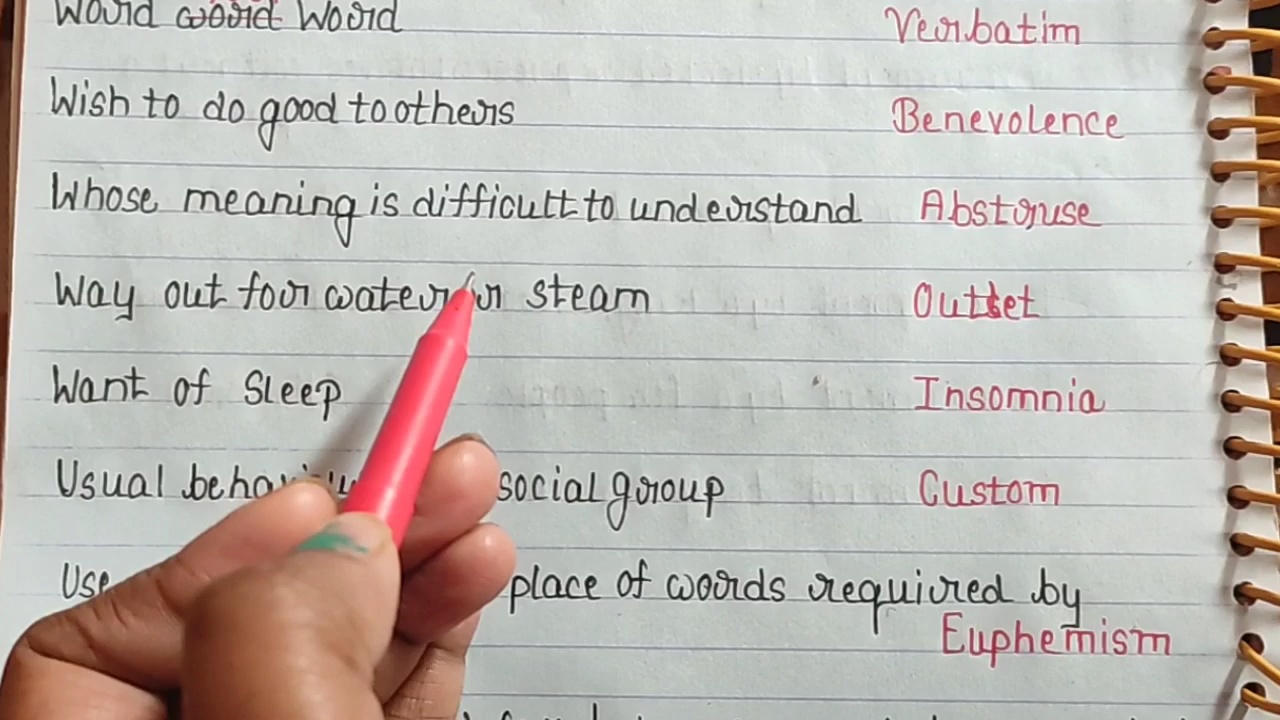 Word word Word Verbatim
Wish to do good to others Benevolence
Whose meaning is difficult to understand Abstruse
Way out for water or steam Outlet
Want of Sleep Insomnia
Usual social group Custom
Use place of words required by
Euphemism